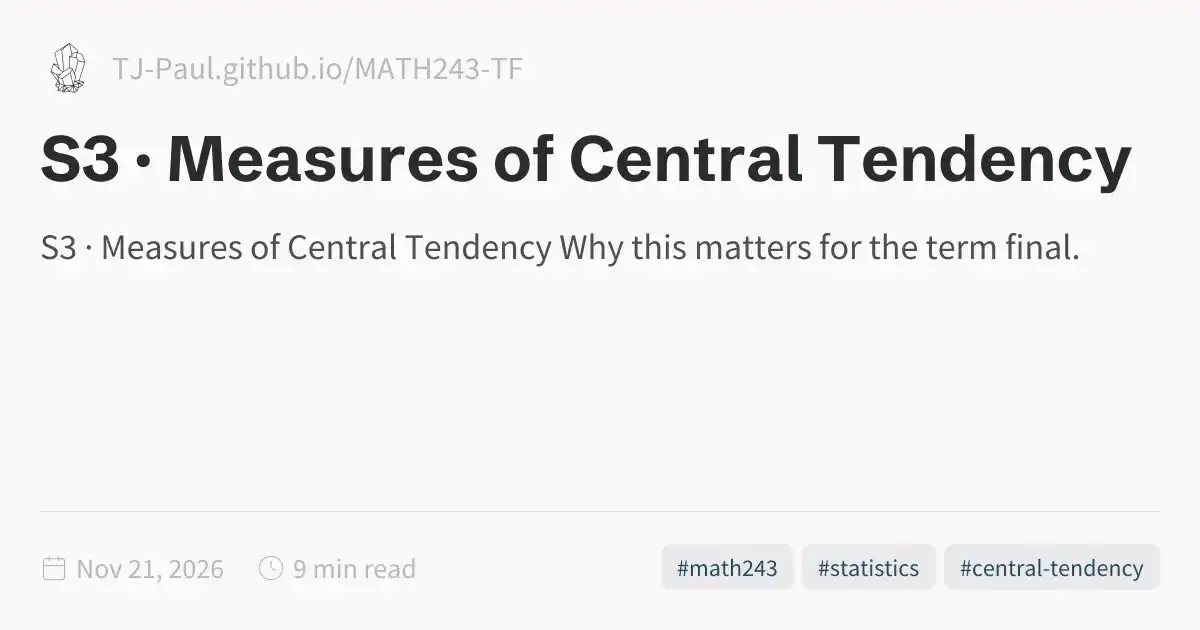 TJ-Paul.github.io/MATH243-TF
S3 · Measures of Central Tendency
S3 · Measures of Central Tendency Why this matters for the term final.
Nov 21, 2026 9 min read #math243 #statistics #central-tendency